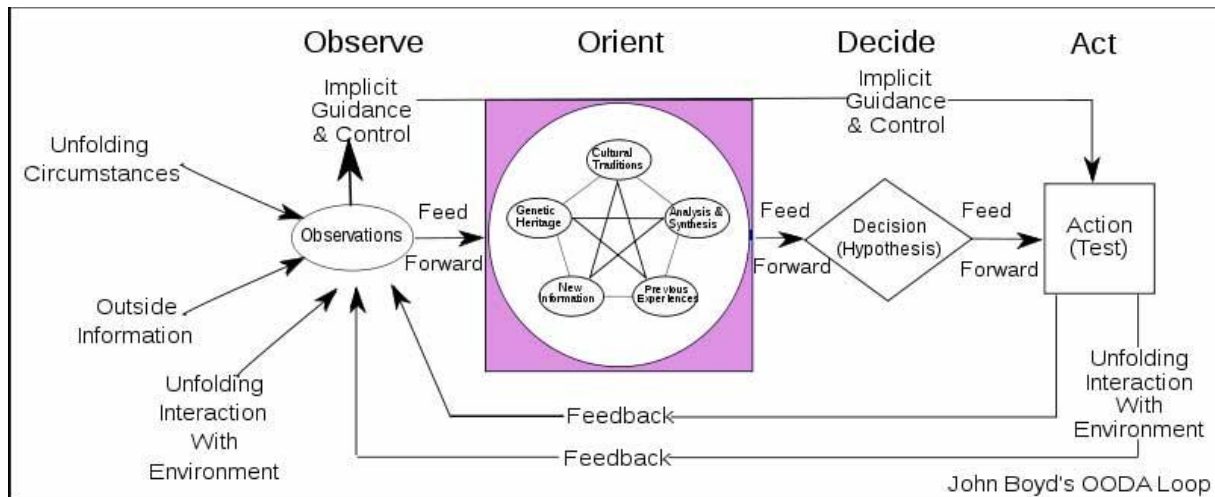 Observe
Orient
Decide
Act
Implicit
Guidance
& Control
Implicit
Guidance
& Control
Unfolding
Circumstances
Observations
Feed
Forward
Cultural
Traditions
Genetic
Heritage
Analysis &
Synthesis
New
Information
Previous
Experiences
Feed
Forward
Decision
(Hypothesis)
Feed
Forward
Action
(Test)
Outside
Information
Unfolding
Interaction
With
Environment
Unfolding
Interaction
With
Environment
Feedback
Feedback
John Boyd's OODA Loop